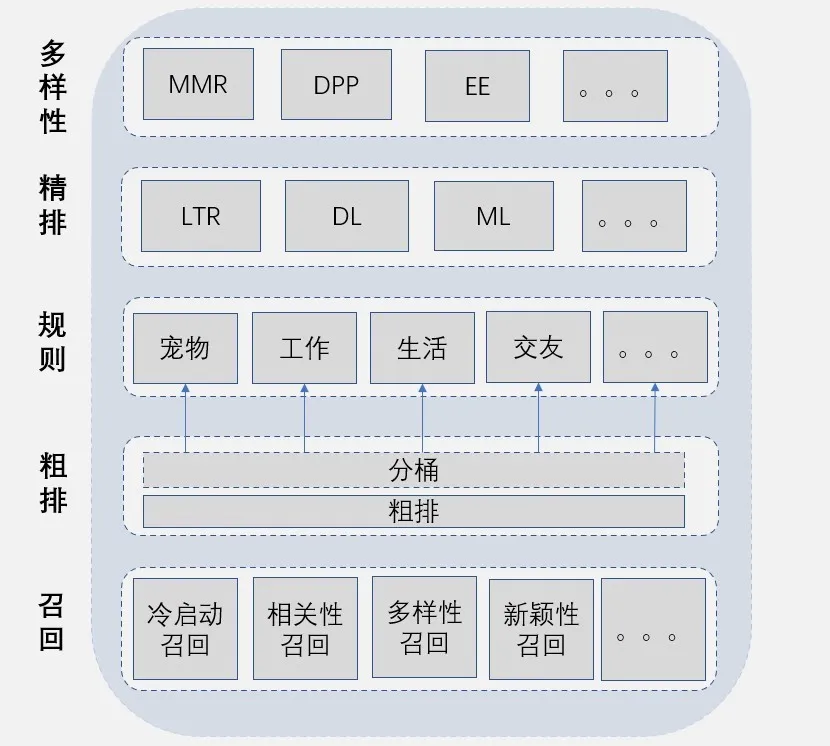 多样性
MMR
DPP
EE
。。。
精排
LTR
DL
ML
。。。
规则
宠物
工作
生活
交友
。。。
粗排
分桶
粗排
召回
冷启动
召回
相关性
召回
多样性
召回
新颖性
召回
。。。